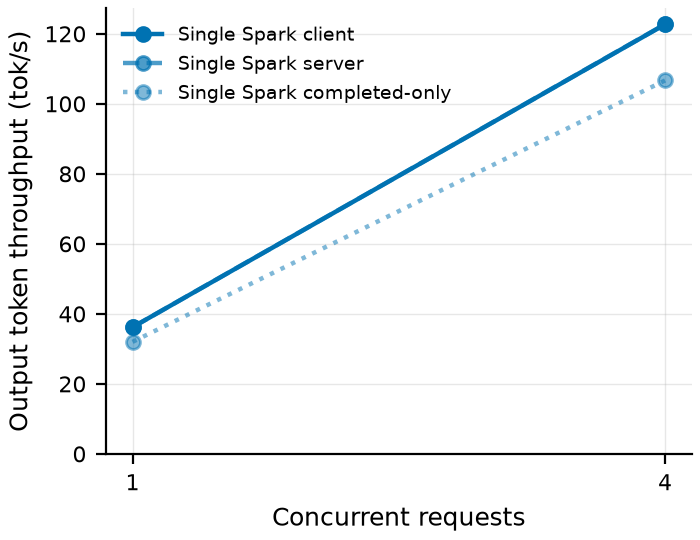 Single Spark client
Single Spark server
Single Spark completed-only
Output token throughput (tok/s)
120
100
80
60
40
20
0
1
4
Concurrent requests